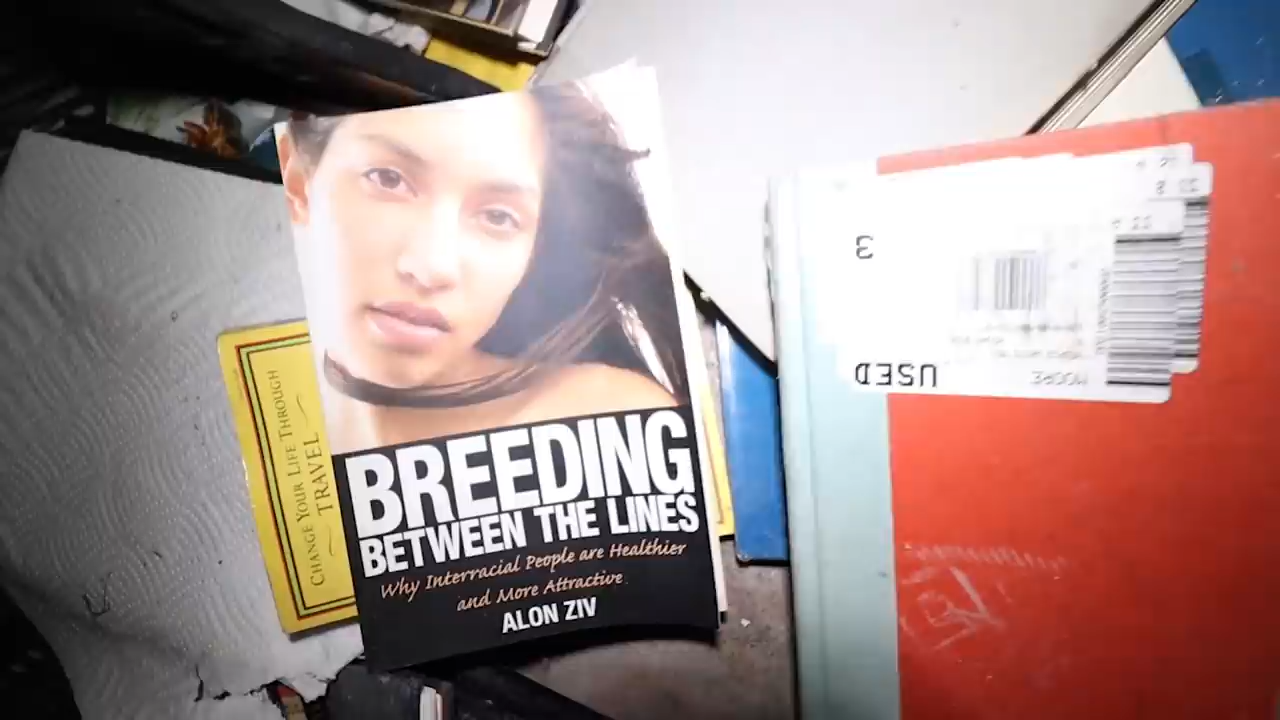 CHANGE YOUR LIFE THROUGH
TRAVEL
BREEDING
BETWEEN THE LINES
Why Interracial People are Healthier
and More Attractive
ALON ZIV
3
USED
MOORE